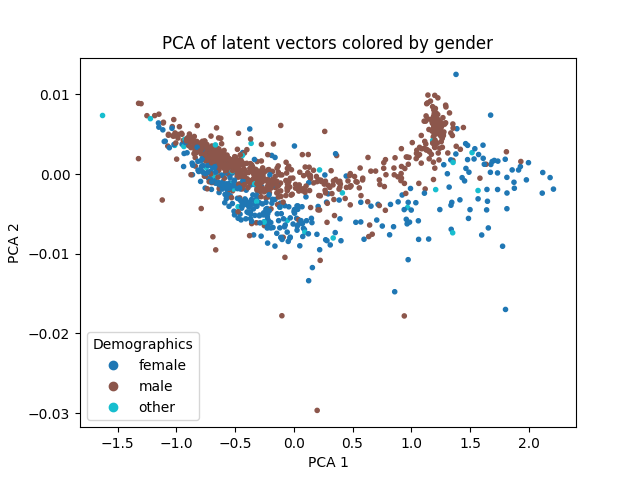 PCA of latent vectors colored by gender
0.01
0.00
−0.01
−0.02
−0.03
PCA 2
Demographics
female
male
other
−1.5 −1.0 −0.5 0.0 0.5 1.0 1.5 2.0
PCA 1